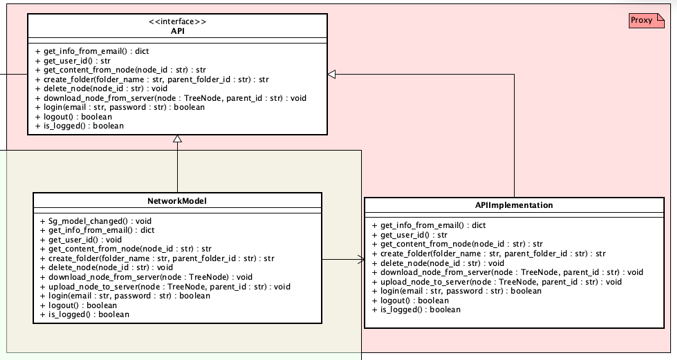 Proxy
<<interface>>
API
+ get_info_from_email() : dict
+ get_user_id() : str
+ get_content_from_node(node_id : str) : str
+ create_folder(folder_name : str, parent_folder_id : str) : str
+ delete_node(node_id : str) : void
+ download_node_from_server(node : TreeNode, parent_id : str) : void
+ login(email : str, password : str) : boolean
+ logout() : boolean
+ is_logged() : boolean
NetworkModel
+ Sg_model_changed() : void
+ get_info_from_email() : dict
+ get_user_id() : void
+ get_content_from_node(node_id : str) : str
+ create_folder(folder_name : str, parent_folder_id : str) : str
+ delete_node(node_id : str) : void
+ download_node_from_server(node : TreeNode) : void
+ upload_node_to_server(node : TreeNode, parent_id : str) : void
+ login(email : str, password : str) : boolean
+ logout() : boolean
+ is_logged() : boolean
APIImplementation
+ get_info_from_email() : dict
+ get_user_id() : str
+ get_content_from_node(node_id : str) : str
+ create_folder(folder_name : str, parent_folder_id : str) : str
+ delete_node(node_id : str) : void
+ download_node_from_server(node : TreeNode, parent_id : str) : void
+ upload_node_to_server(node : TreeNode, parent_id : str) : void
+ login(email : str, password : str) : boolean
+ logout() : boolean
+ is_logged() : boolean